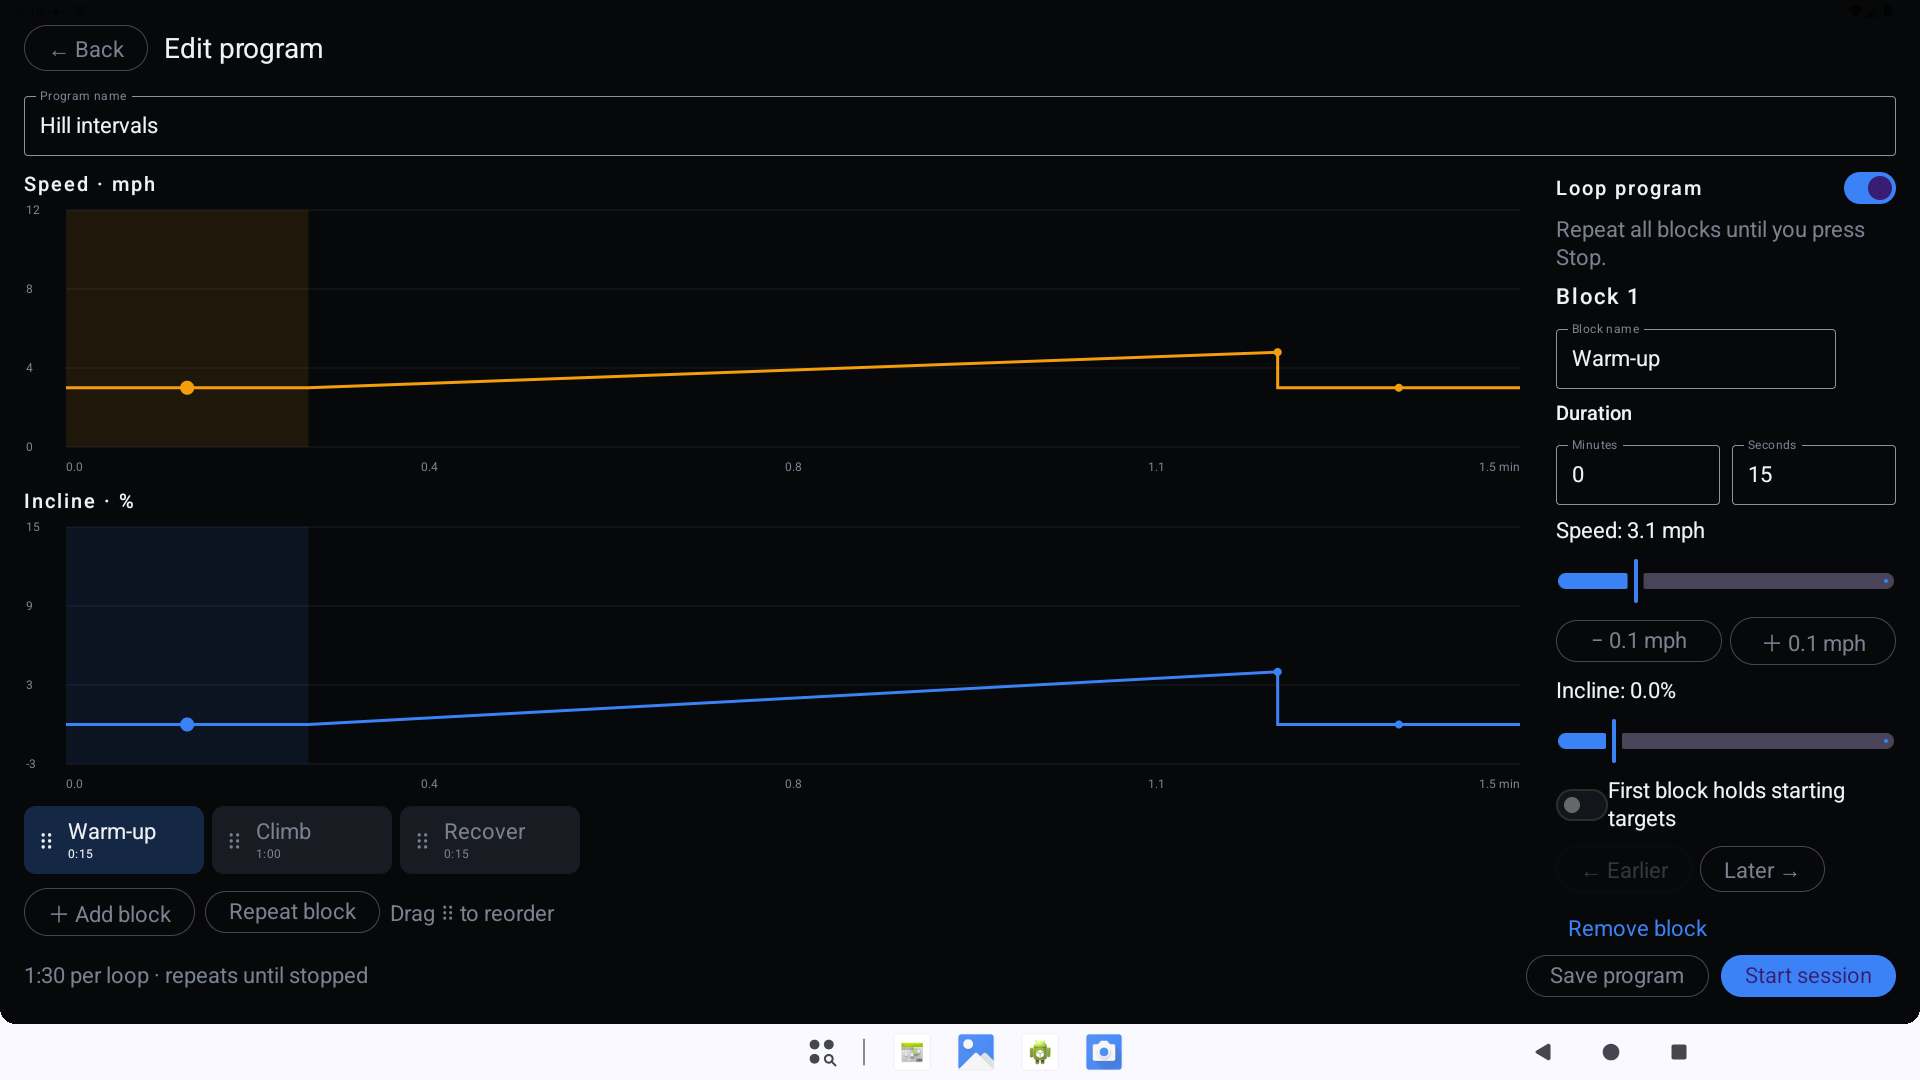 ← Back
Edit program
Program name
Hill intervals
Speed · mph
12
8
4
0
0.0
0.4
0.8
1.1
1.5 min
Incline · %
15
9
3
-3
0.0
0.4
0.8
1.1
1.5 min
Warm-up
0:15
Climb
1:00
Recover
0:15
+ Add block
Repeat block
Drag ⠿ to reorder
1:30 per loop · repeats until stopped
Loop program
Repeat all blocks until you press
Stop.
Block 1
Block name
Warm-up
Duration
Minutes
0
Seconds
15
Speed: 3.1 mph
− 0.1 mph
+ 0.1 mph
Incline: 0.0%
First block holds starting
targets
← Earlier
Later →
Remove block
Save program
Start session